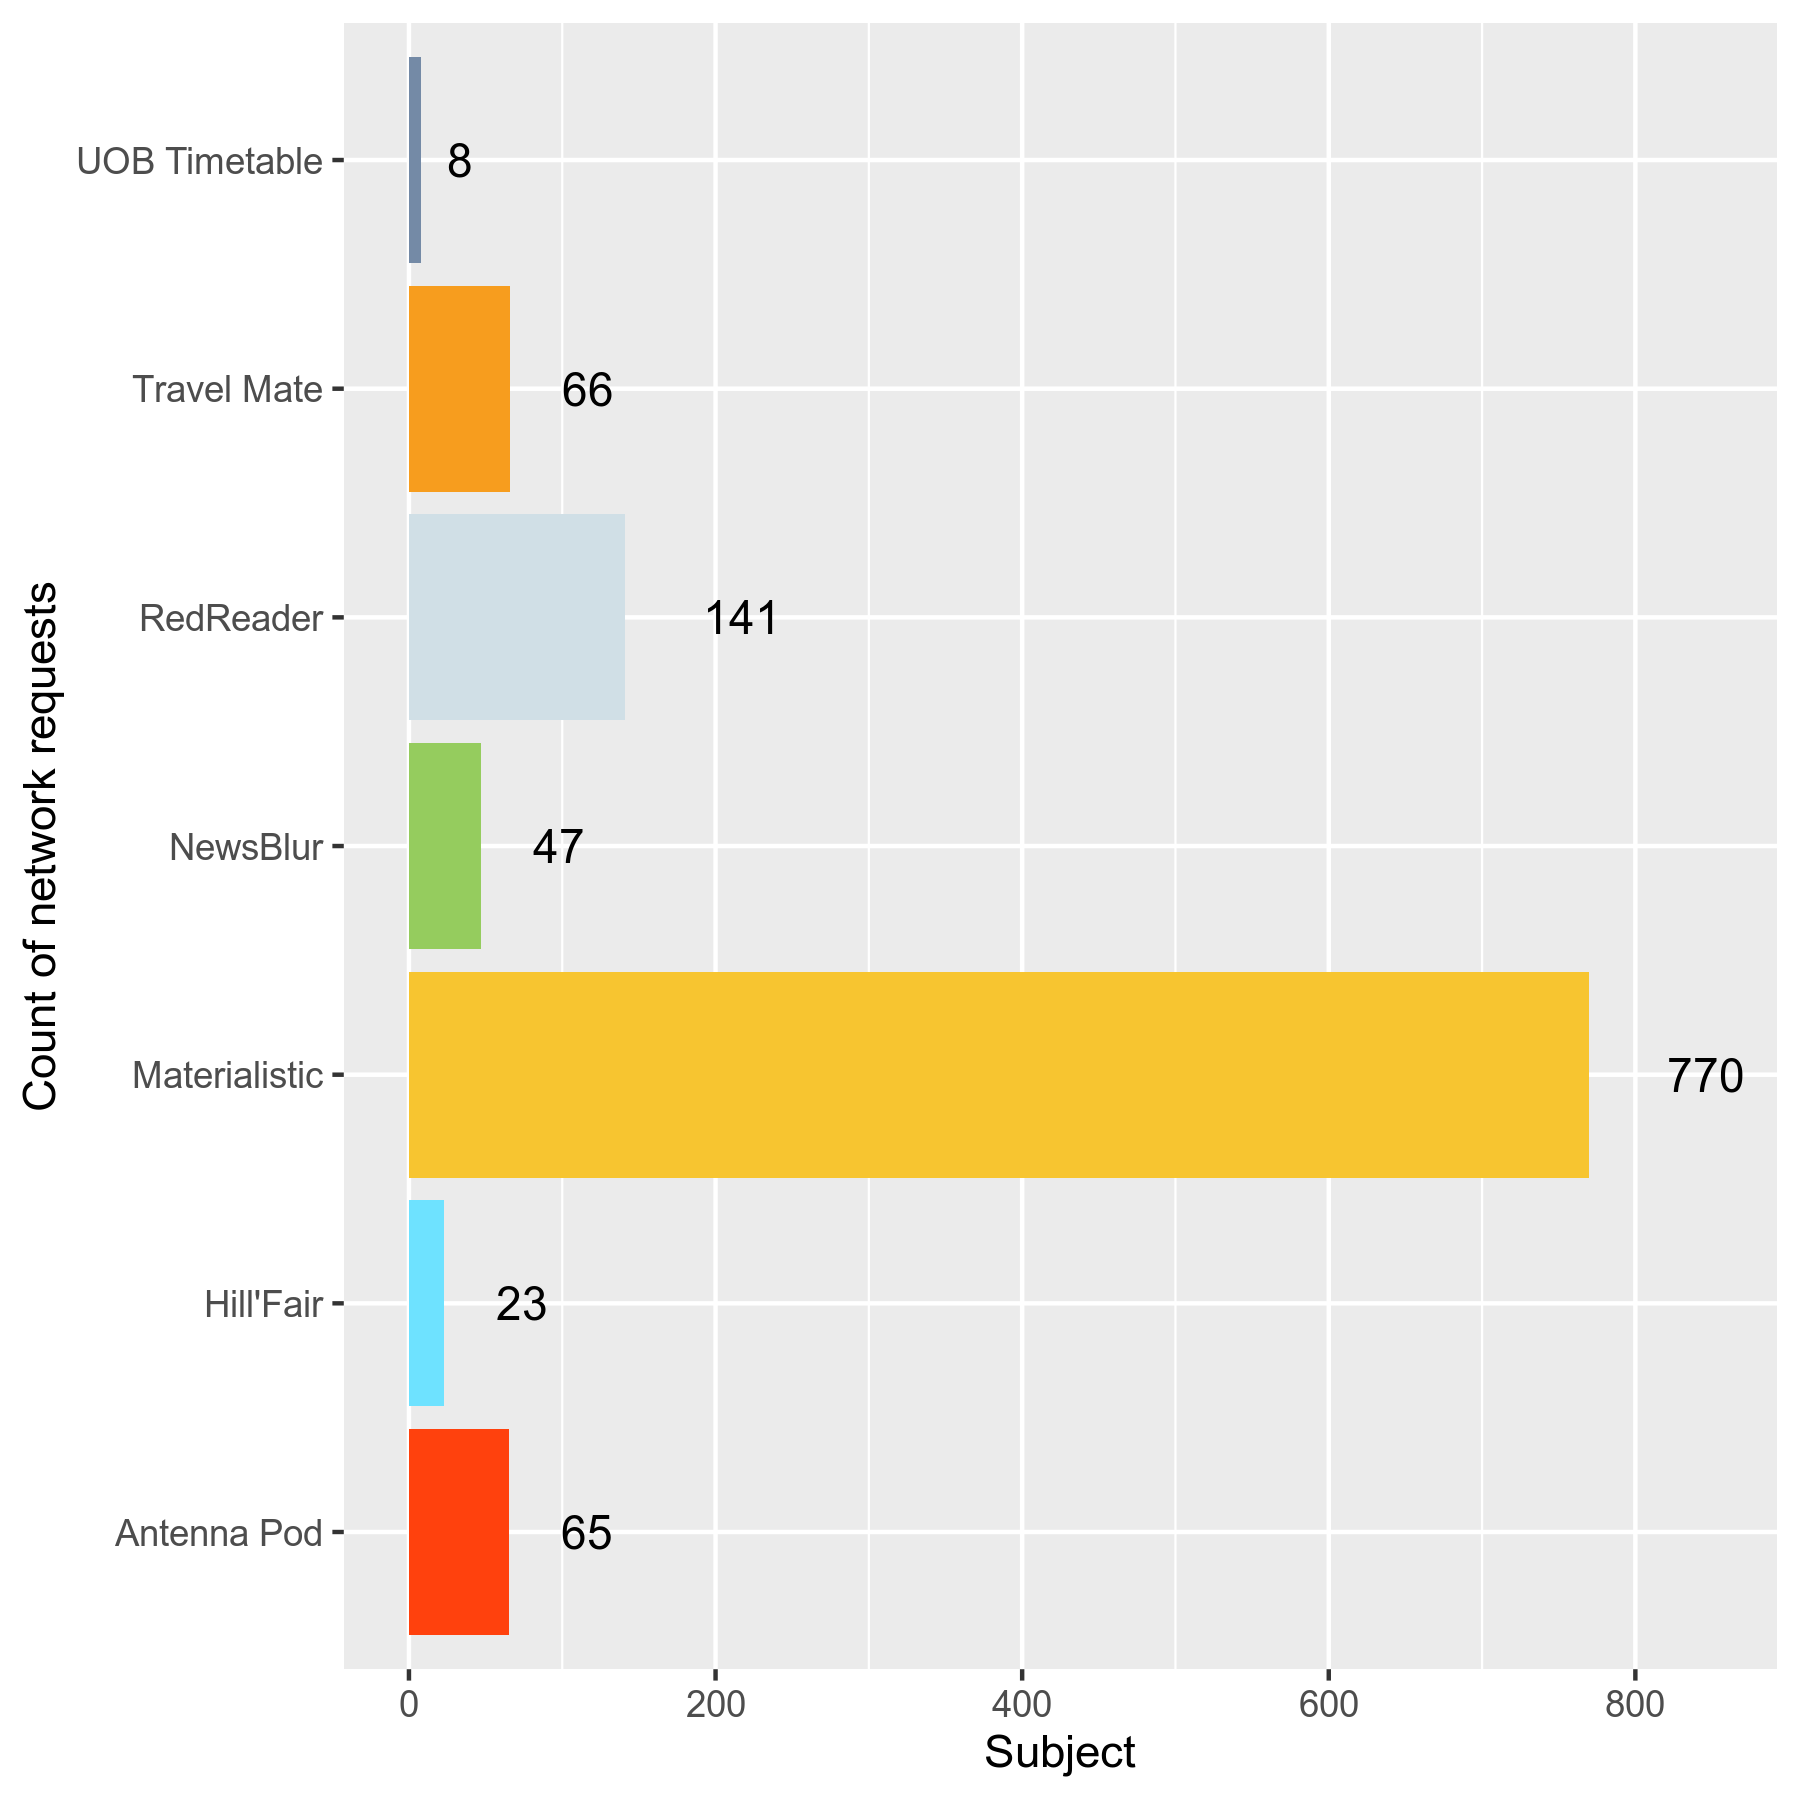 Count of network requests
UOB Timetable
8
Travel Mate
66
RedReader
141
NewsBlur
47
Materialistic
770
Hill'Fair
23
Antenna Pod
65
0 200 400 600 800
Subject